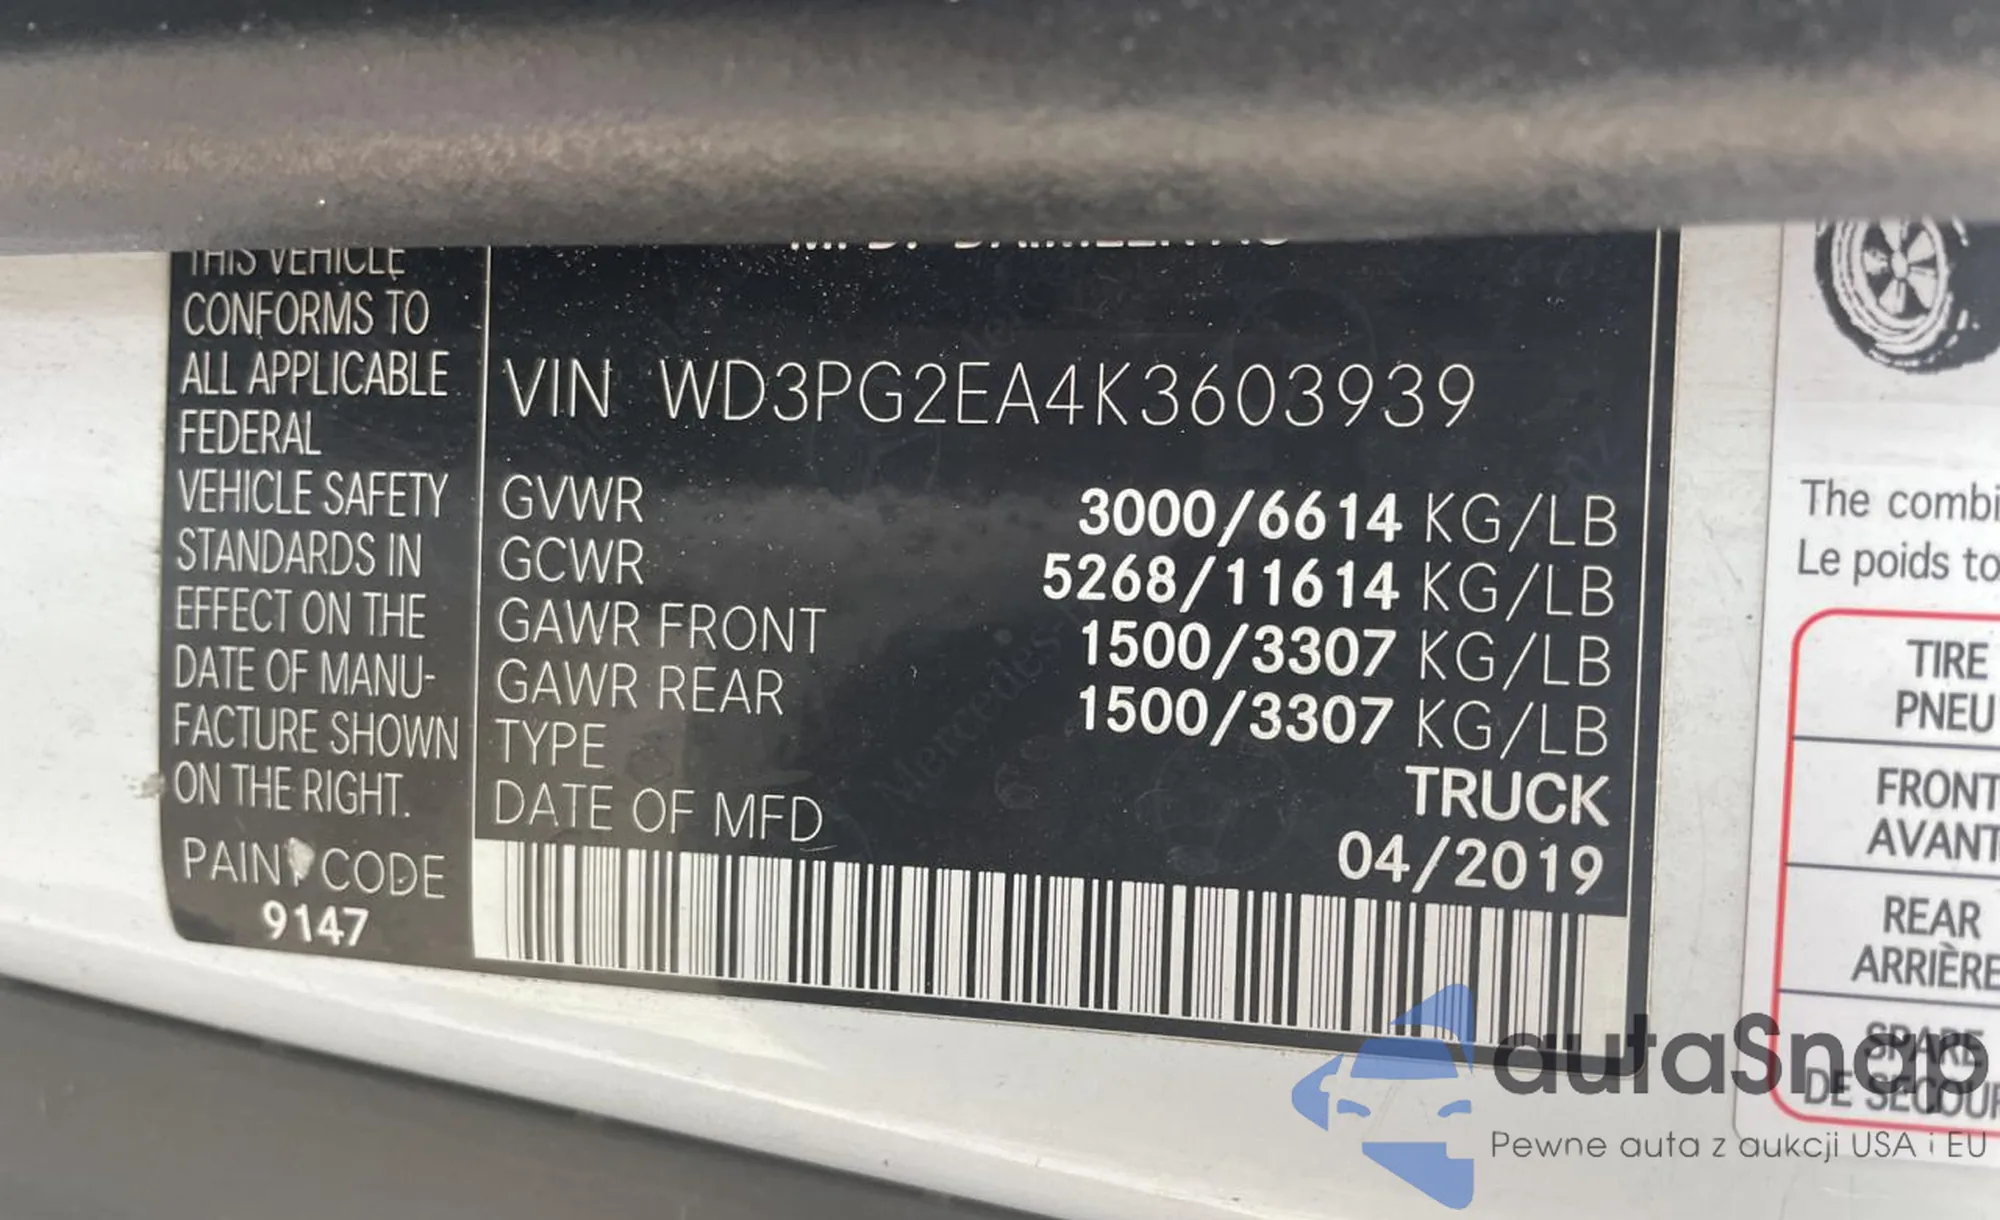 THIS VEHICLE
CONFORMS TO
ALL APPLICABLE
FEDERAL
VEHICLE SAFETY
STANDARDS IN
EFFECT ON THE
DATE OF MANU-
FACTURE SHOWN
ON THE RIGHT.
PAINT CODE
9147
VIN WD3PG2EA4K3603939
GVWR 3000/6614 KG/LB
GCWR 5268/11614 KG/LB
GAWR FRONT 1500/3307 KG/LB
GAWR REAR 1500/3307 KG/LB
TYPE TRUCK
DATE OF MFD 04/2019
The combi
Le poids to
TIRE
PNEU
FRONT
AVANT
REAR
ARRIÈRE
SPARE
DE SECOUR
autaSnap
Pewne auta z aukcji USA i EU